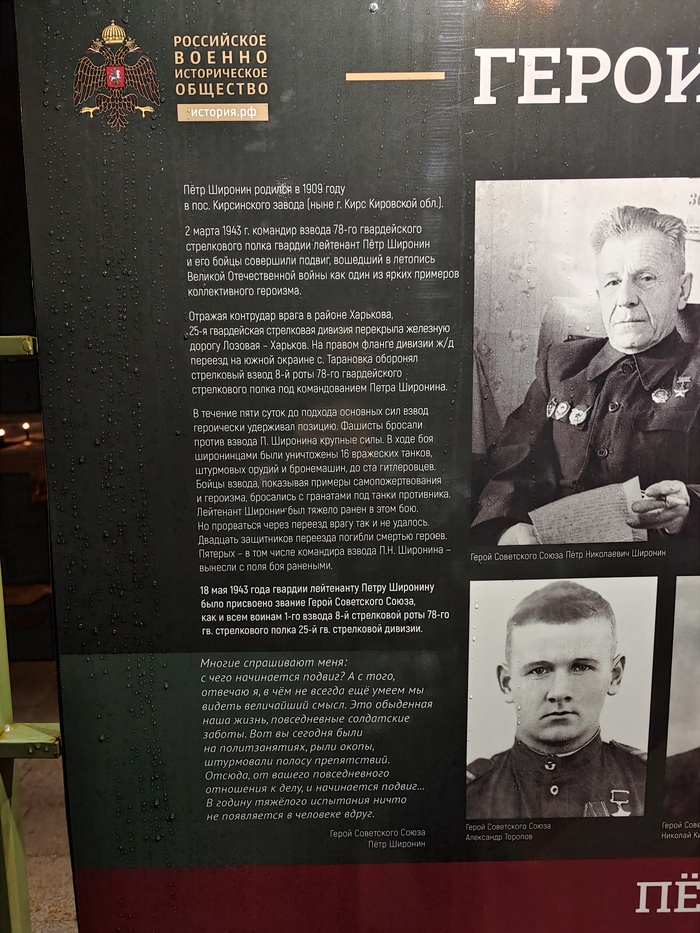 РОССИЙСКОЕ
ВОЕННО
ИСТОРИЧЕСКОЕ
ОБЩЕСТВО
история.рф
ГЕРОИ
Пётр Широнин родился в 1909 году
в пос. Кирсинского завода (ныне г. Кирс Кировской обл.).
2 марта 1943 г. командир взвода 78-го гвардейского
стрелкового полка гвардии лейтенант Пётр Широнин
и его бойцы совершили подвиг, вошедший в летопись
Великой Отечественной войны как один из ярких примеров
коллективного героизма.
Отражая контрудар врага в районе Харькова,
25-я гвардейская стрелковая дивизия перекрыла железную
дорогу Лозовая – Харьков. На правом фланге дивизии ж/д
переезд на южной окраине с. Тарановка оборонял
стрелковый взвод 8-й роты 78-го гвардейского
стрелкового полка под командованием Петра Широнина.
В течение пяти суток до подхода основных сил взвод
героически удерживал позицию. Фашисты бросали
против взвода П. Широнина крупные силы. В ходе боя
широнинцами были уничтожены 16 вражеских танков,
штурмовых орудий и бронемашин, до ста гитлеровцев.
Бойцы взвода, показывая примеры самопожертвования
и героизма, бросались с гранатами под танки противника.
Лейтенант Широнин был тяжело ранен в этом бою.
Но прорваться через переезд врагу так и не удалось.
Двадцать защитников переезда погибли смертью героев.
Пятерых – в том числе командира взвода П.Н. Широнина –
вынесли с поля боя ранеными.
18 мая 1943 года гвардии лейтенанту Петру Широнину
было присвоено звание Герой Советского Союза,
как и всем воинам 1-го взвода 8-й стрелковой роты 78-го
гв. стрелкового полка 25-й гв. стрелковой дивизии.
Многие спрашивают меня:
с чего начинается подвиг? А с того,
отвечаю я, в чём не всегда ещё умеем мы
видеть величайший смысл. Это обыденная
наша жизнь, повседневные солдатские
заботы. Вот вы сегодня были
на политзанятиях, рыли окопы,
штурмовали полосу препятствий.
Отсюда, от вашего повседневного
отношения к делу, и начинается подвиг...
В годину тяжёлого испытания ничто
не появляется в человеке вдруг.
Герой Советского Союза
Пётр Широнин
Герой Советского Союза Пётр Николаевич Широнин
Герой Советского Союза
Александр Торопов
Герой Сове
Николай Ки
ПЁ